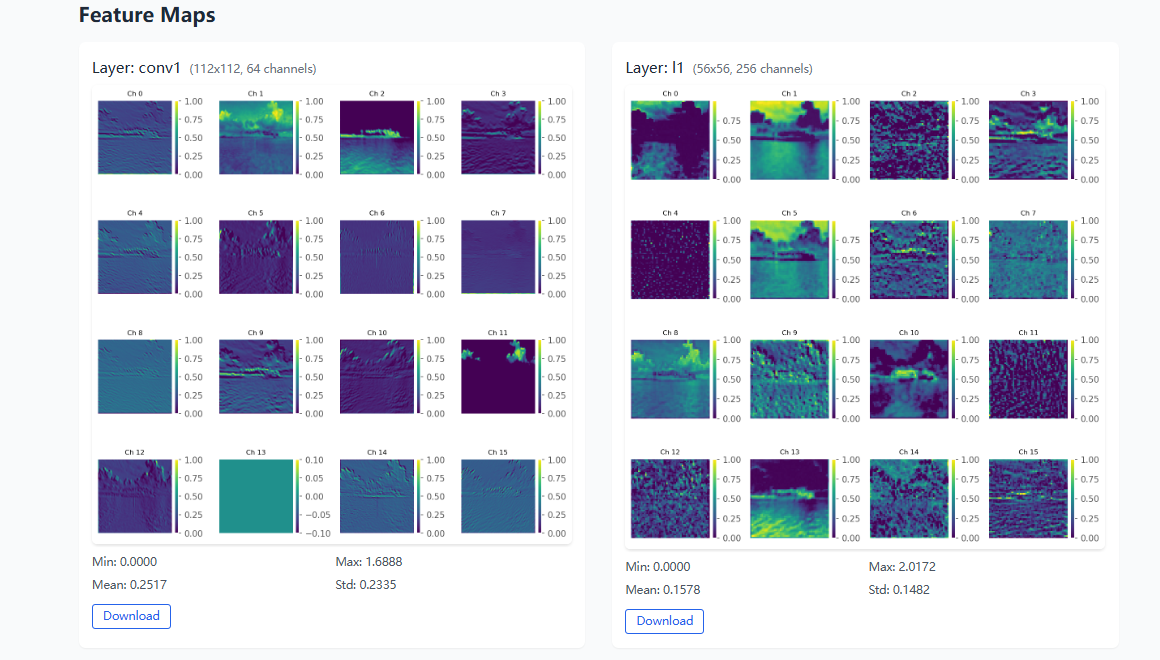 Feature Maps
Layer: conv1 (112x112, 64 channels)
Ch 0 Ch 1 Ch 2 Ch 3
1.00 1.00 1.00 1.00
0.75 0.75 0.75 0.75
0.50 0.50 0.50 0.50
0.25 0.25 0.25 0.25
0.00 0.00 0.00 0.00
Ch 4 Ch 5 Ch 6 Ch 7
1.00 1.00 1.00 1.00
0.75 0.75 0.75 0.75
0.50 0.50 0.50 0.50
0.25 0.25 0.25 0.25
0.00 0.00 0.00 0.00
Ch 8 Ch 9 Ch 10 Ch 11
1.00 1.00 1.00 1.00
0.75 0.75 0.75 0.75
0.50 0.50 0.50 0.50
0.25 0.25 0.25 0.25
0.00 0.00 0.00 0.00
Ch 12 Ch 13 Ch 14 Ch 15
1.00 0.10 1.00 1.00
0.75 0.05 0.75 0.75
0.50 0.00 0.50 0.50
0.25 −0.05 0.25 0.25
0.00 −0.10 0.00 0.00
Min: 0.0000 Max: 1.6888
Mean: 0.2517 Std: 0.2335
Download
Layer: l1 (56x56, 256 channels)
Ch 0 Ch 1 Ch 2 Ch 3
1.00 1.00 1.00
0.75 0.75 0.75 0.75
0.50 0.50 0.50 0.50
0.25 0.25 0.25 0.25
0.00 0.00 0.00 0.00
Ch 4 Ch 5 Ch 6 Ch 7
1.00 1.00 1.00
0.75 0.75 0.75 0.75
0.50 0.50 0.50 0.50
0.25 0.25 0.25 0.25
0.00 0.00 0.00 0.00
Ch 8 Ch 9 Ch 10 Ch 11
1.00 1.00 1.00
0.75 0.75 0.75 0.75
0.50 0.50 0.50 0.50
0.25 0.25 0.25 0.25
0.00 0.00 0.00 0.00
Ch 12 Ch 13 Ch 14 Ch 15
1.00 1.00 1.00 1.00
0.75 0.75 0.75 0.75
0.50 0.50 0.50 0.50
0.25 0.25 0.25 0.25
0.00 0.00 0.00 0.00
Min: 0.0000 Max: 2.0172
Mean: 0.1578 Std: 0.1482
Download